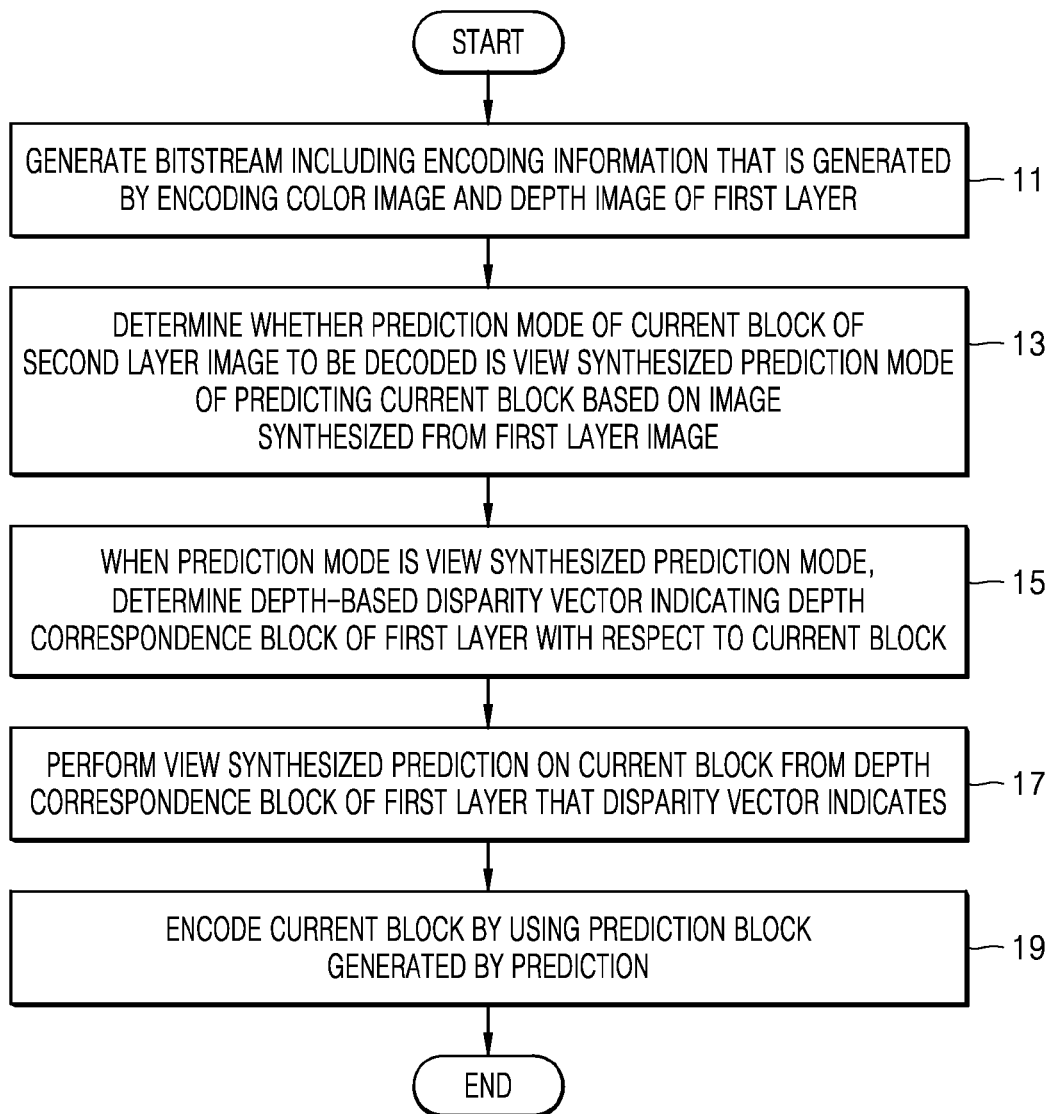 START
GENERATE BITSTREAM INCLUDING ENCODING INFORMATION THAT IS GENERATED
BY ENCODING COLOR IMAGE AND DEPTH IMAGE OF FIRST LAYER
11
DETERMINE WHETHER PREDICTION MODE OF CURRENT BLOCK OF
SECOND LAYER IMAGE TO BE DECODED IS VIEW SYNTHESIZED PREDICTION MODE
OF PREDICTING CURRENT BLOCK BASED ON IMAGE
SYNTHESIZED FROM FIRST LAYER IMAGE
13
WHEN PREDICTION MODE IS VIEW SYNTHESIZED PREDICTION MODE,
DETERMINE DEPTH-BASED DISPARITY VECTOR INDICATING DEPTH
CORRESPONDENCE BLOCK OF FIRST LAYER WITH RESPECT TO CURRENT BLOCK
15
PERFORM VIEW SYNTHESIZED PREDICTION ON CURRENT BLOCK FROM DEPTH
CORRESPONDENCE BLOCK OF FIRST LAYER THAT DISPARITY VECTOR INDICATES
17
ENCODE CURRENT BLOCK BY USING PREDICTION BLOCK
GENERATED BY PREDICTION
19
END